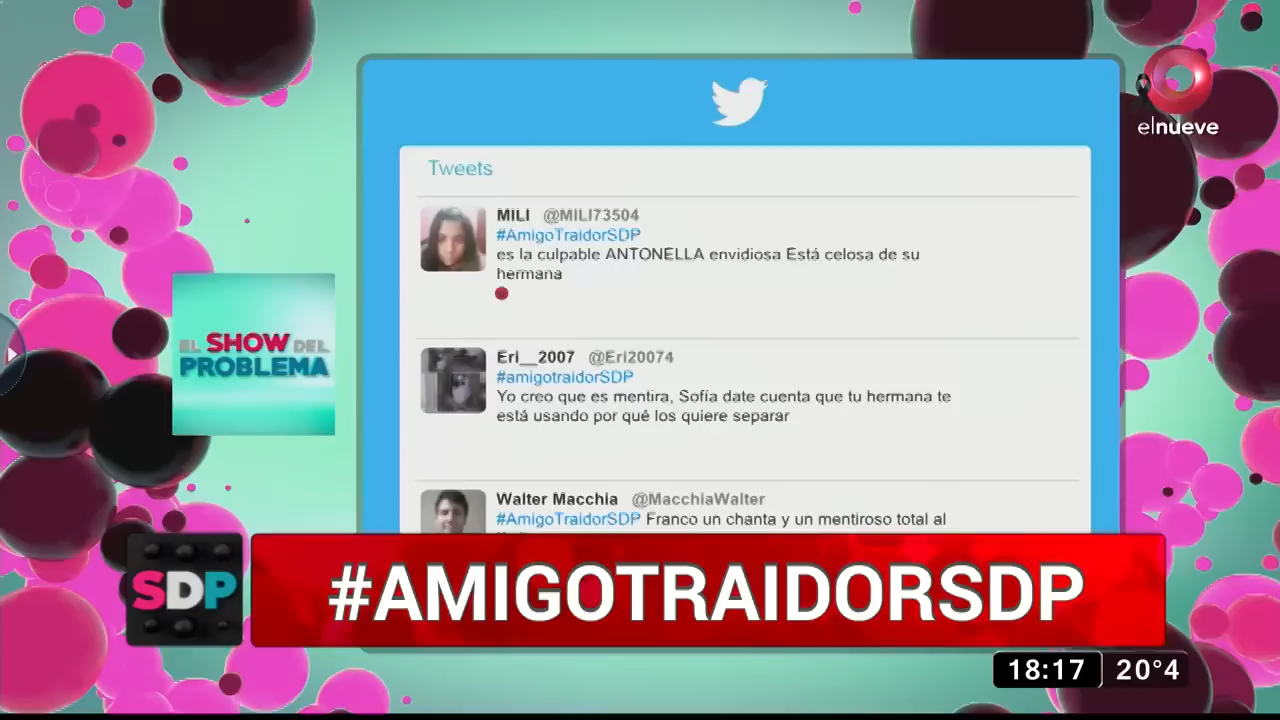 elnueve
Tweets
MILI @MILI73504
#AmigoTraidorSDP
es la culpable ANTONELLA envidiosa Está celosa de su
hermana
EL SHOW DEL
PROBLEMA
Eri__2007 @Eri20074
#amigotraidorSDP
Yo creo que es mentira, Sofía date cuenta que tu hermana te
está usando por qué los quiere separar
Walter Macchia @MacchiaWalter
#AmigoTraidorSDP Franco un chanta y un mentiroso total al
SDP
#AMIGOTRAIDORSDP
18:17 20°4